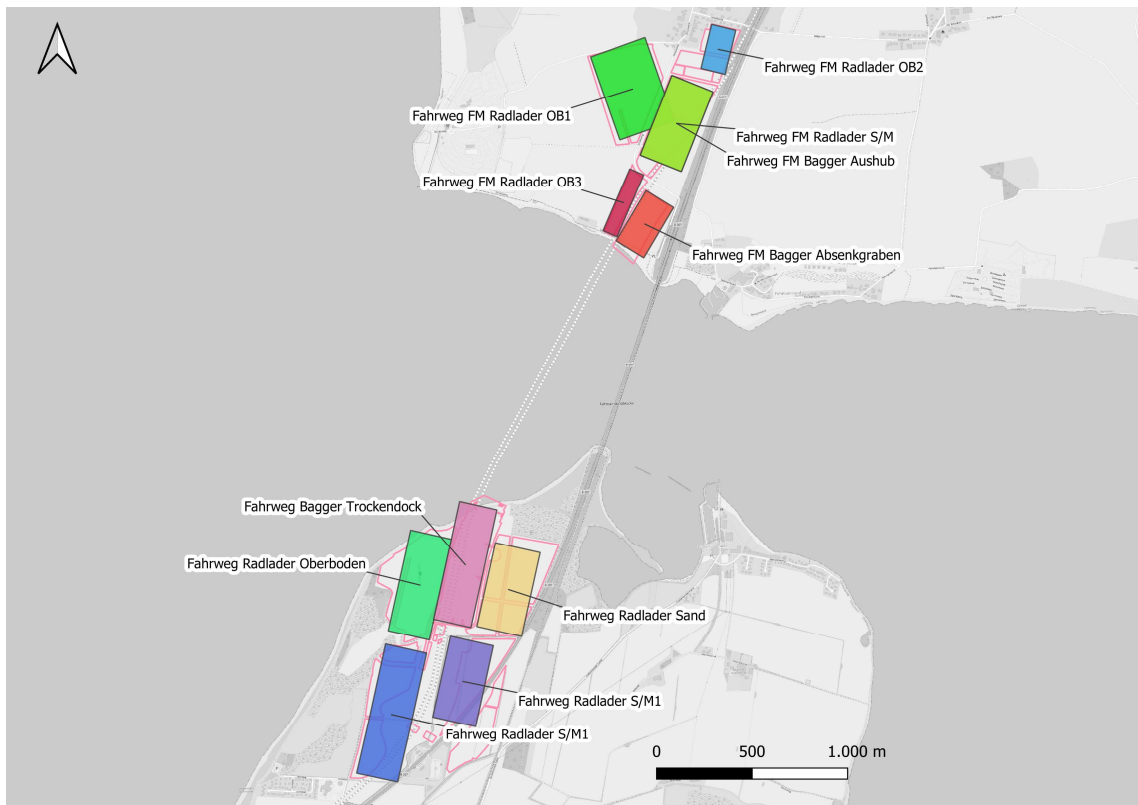 Fahrweg FM Radlader OB2
Fahrweg FM Radlader OB1
Fahrweg FM Radlader S/M
Fahrweg FM Bagger Aushub
Fahrweg FM Radlader OB3
Fahrweg FM Bagger Absenkgraben
Fahrweg Bagger Trockendock
Fahrweg Radlader Oberboden
Fahrweg Radlader Sand
Fahrweg Radlader S/M1
Fahrweg Radlader S/M1
0 500 1.000 m